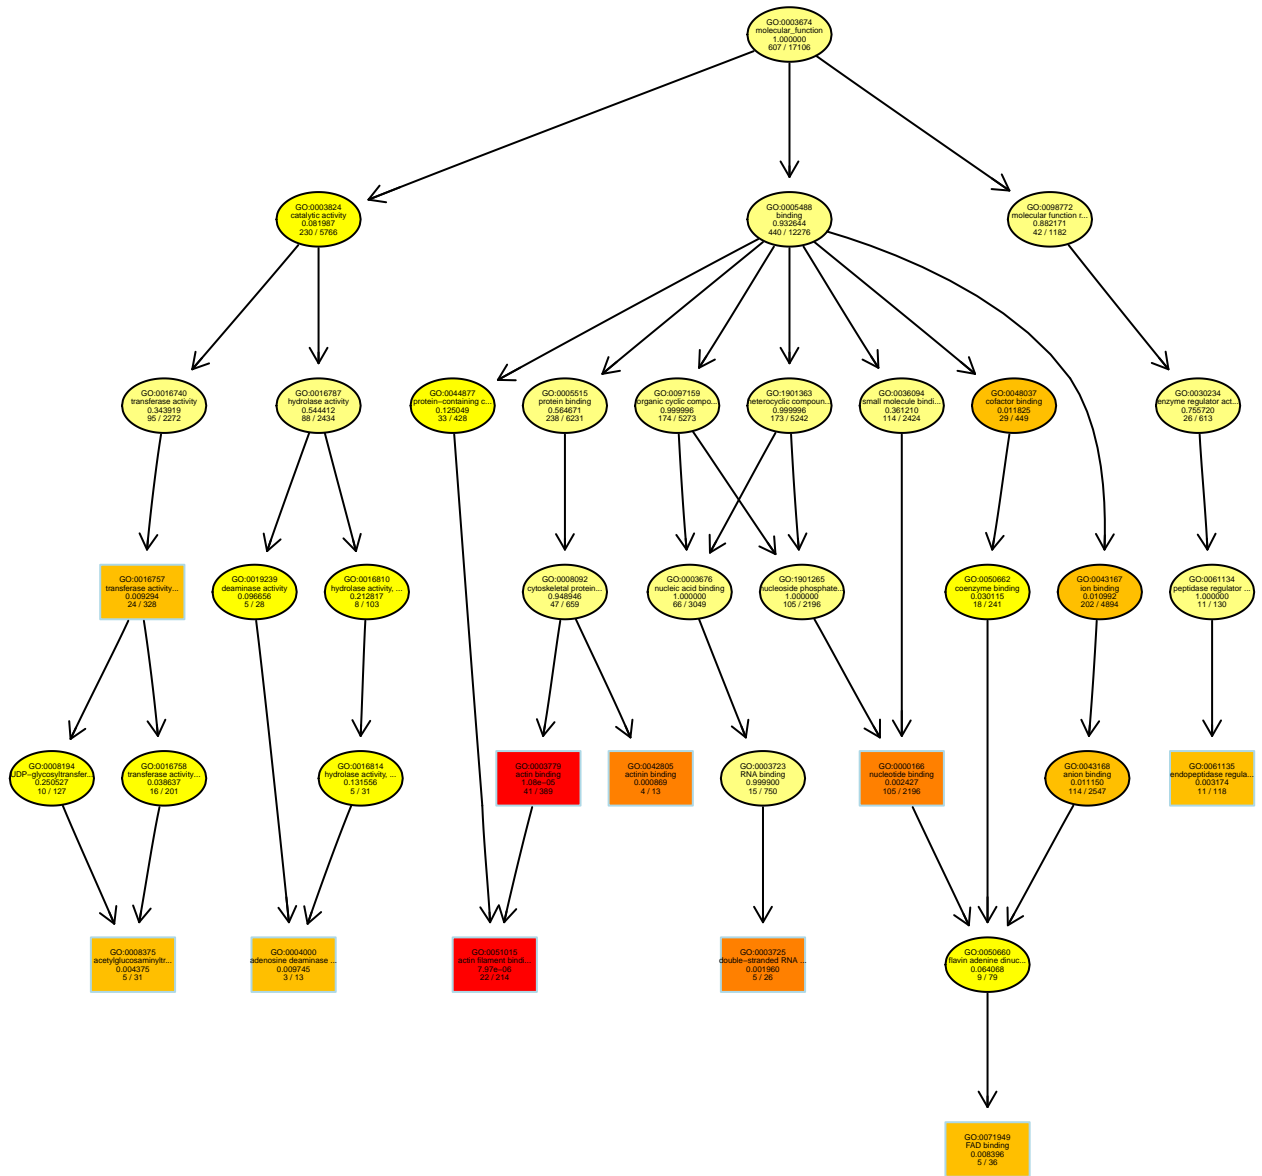 GO:0003674
molecular_function
1.000000
607 / 17106
GO:0003824
catalytic activity
0.081987
230 / 5766
GO:0005488
binding
0.932644
440 / 12276
GO:0098772
molecular function r...
0.882171
42 / 1182
GO:0016740
transferase activity
0.343919
95 / 2272
GO:0016787
hydrolase activity
0.544412
88 / 2434
GO:0044877
protein−containing c...
0.125049
33 / 428
GO:0005515
protein binding
0.564671
238 / 6231
GO:0097159
organic cyclic compo...
0.999996
174 / 5273
GO:1901363
heterocyclic compoun...
0.999996
173 / 5242
GO:0036094
small molecule bindi...
0.361210
114 / 2424
GO:0048037
cofactor binding
0.011825
29 / 449
GO:0030234
enzyme regulator act...
0.755720
26 / 613
GO:0016757
transferase activity...
0.009294
24 / 328
GO:0019239
deaminase activity
0.096656
5 / 28
GO:0016810
hydrolase activity, ...
0.212817
8 / 103
GO:0008092
cytoskeletal protein...
0.948946
47 / 659
GO:0003676
nucleic acid binding
1.000000
66 / 3049
GO:1901265
nucleoside phosphate...
1.000000
105 / 2196
GO:0050662
coenzyme binding
0.030115
18 / 241
GO:0043167
ion binding
0.010992
202 / 4894
GO:0061134
peptidase regulator ...
1.000000
11 / 130
GO:0008194
UDP−glycosyltransfer...
0.250527
10 / 127
GO:0016758
transferase activity...
0.038637
16 / 201
GO:0016814
hydrolase activity, ...
0.131556
5 / 31
GO:0003779
actin binding
1.08e−05
41 / 389
GO:0042805
actinin binding
0.000869
4 / 13
GO:0003723
RNA binding
0.999900
15 / 750
GO:0000166
nucleotide binding
0.002427
105 / 2196
GO:0043168
anion binding
0.011150
114 / 2547
GO:0061135
endopeptidase regula...
0.003174
11 / 118
GO:0008375
acetylglucosaminyltr...
0.004375
5 / 31
GO:0004000
adenosine deaminase ...
0.009745
3 / 13
GO:0051015
actin filament bindi...
7.97e−06
22 / 214
GO:0003725
double−stranded RNA ...
0.001960
5 / 26
GO:0050660
flavin adenine dinuc...
0.064068
9 / 79
GO:0071949
FAD binding
0.008396
5 / 36